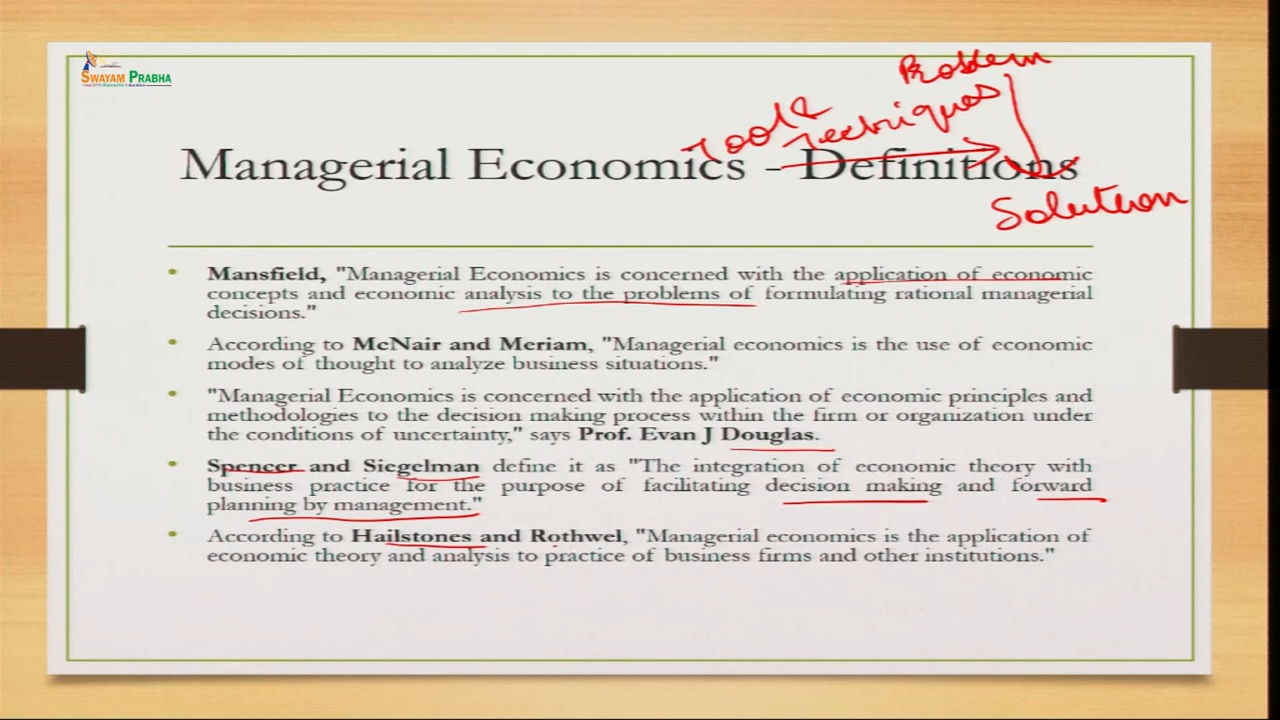 SWAYAM PRABHA
Problem
Tools Techniques
Managerial Economics - Definitions
Solution
• Mansfield, "Managerial Economics is concerned with the application of economic
concepts and economic analysis to the problems of formulating rational managerial
decisions."
• According to McNair and Meriam, "Managerial economics is the use of economic
modes of thought to analyze business situations."
• "Managerial Economics is concerned with the application of economic principles and
methodologies to the decision making process within the firm or organization under
the conditions of uncertainty," says Prof. Evan J Douglas.
• Spencer and Siegelman define it as "The integration of economic theory with
business practice for the purpose of facilitating decision making and forward
planning by management."
• According to Hailstones and Rothwel, "Managerial economics is the application of
economic theory and analysis to practice of business firms and other institutions."